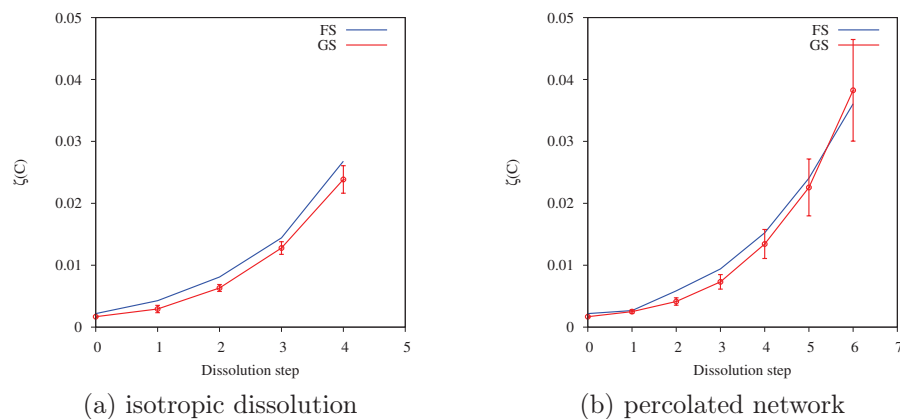 0.05
0.04
0.03
0.02
0.01
0
ζ(C)
FS
GS
0 1 2 3 4 5
Dissolution step
(a) isotropic dissolution
0.05
0.04
0.03
0.02
0.01
0
ζ(C)
FS
GS
0 1 2 3 4 5 6 7
Dissolution step
(b) percolated network